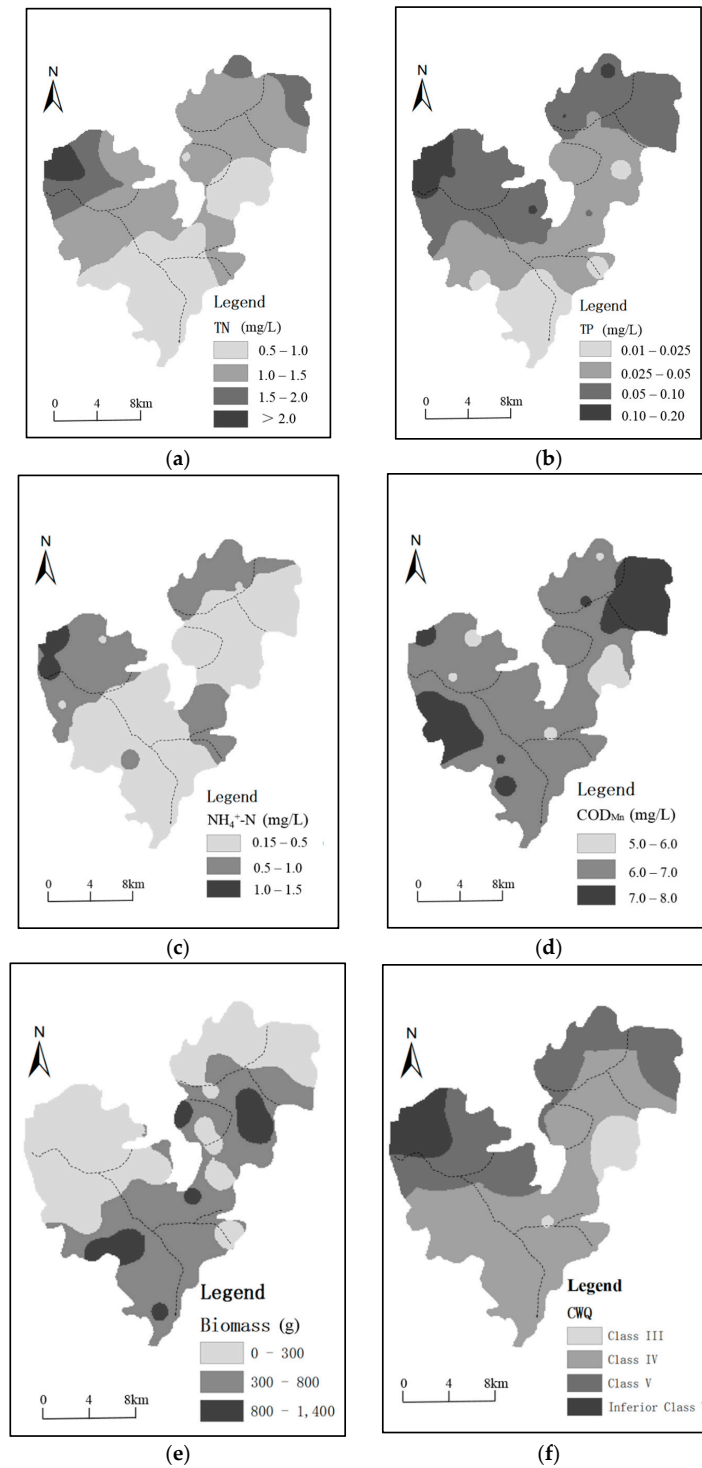 N
Legend
TN (mg/L)
0.5 – 1.0
1.0 – 1.5
1.5 – 2.0
> 2.0
0 4 8km
(a)
N
Legend
TP (mg/L)
0.01 – 0.025
0.025 – 0.05
0.05 – 0.10
0.10 – 0.20
0 4 8km
(b)
N
Legend
NH₄⁺-N (mg/L)
0.15 – 0.5
0.5 – 1.0
1.0 – 1.5
0 4 8km
(c)
N
Legend
CODMn (mg/L)
5.0 – 6.0
6.0 – 7.0
7.0 – 8.0
0 4 8km
(d)
N
Legend
Biomass (g)
0 – 300
300 – 800
800 – 1,400
0 4 8km
(e)
N
Legend
CWQ
Class III
Class IV
Class V
Inferior Class
0 4 8km
(f)